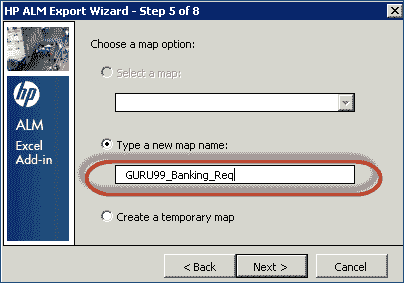 HP ALM Export Wizard - Step 5 of 8
Choose a map option:
Select a map:
hp
ALM
Excel
Add-in
Type a new map name:
GURU99_Banking_Req
Create a temporary map
< Back
Next >
Cancel